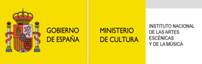 GOBIERNO
DE ESPAÑA
MINISTERIO
DE CULTURA
INSTITUTO NACIONAL
DE LAS ARTES
ESCÉNICAS
Y DE LA MÚSICA